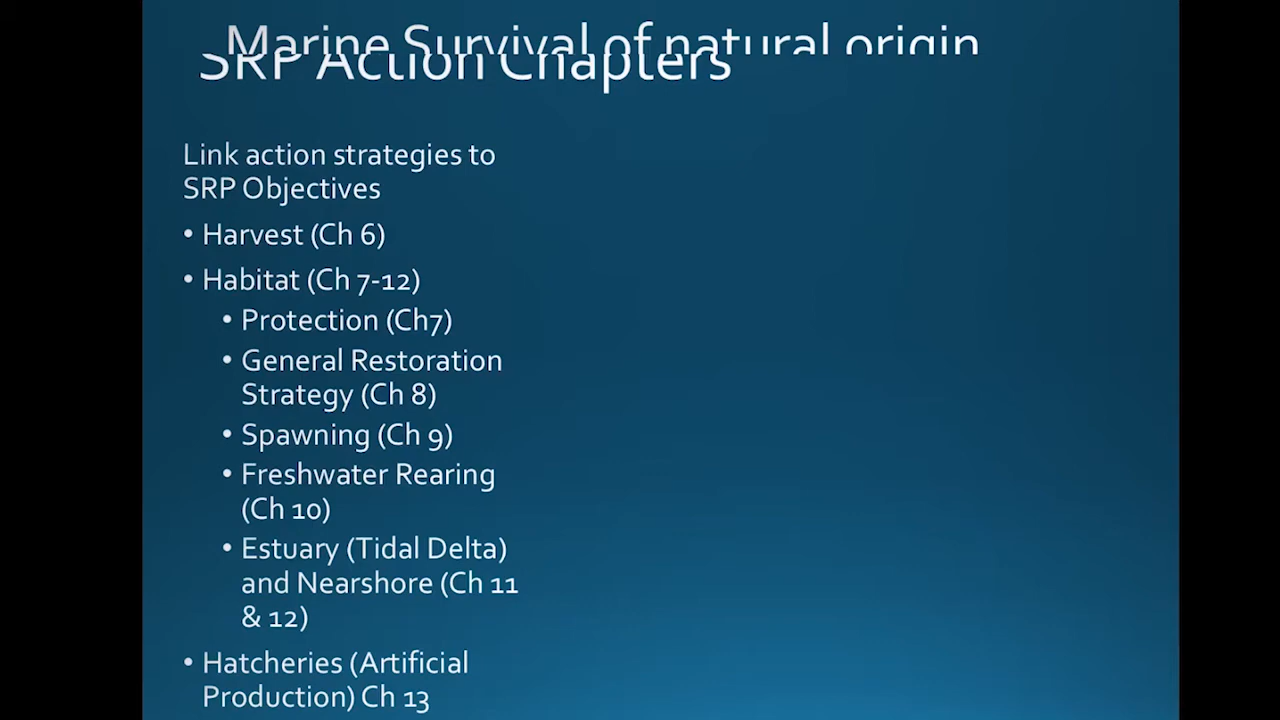 Marine Survival of natural origin
SRP Action Chapters
Link action strategies to
SRP Objectives
• Harvest (Ch 6)
• Habitat (Ch 7-12)
• Protection (Ch7)
• General Restoration
Strategy (Ch 8)
• Spawning (Ch 9)
• Freshwater Rearing
(Ch 10)
• Estuary (Tidal Delta)
and Nearshore (Ch 11
& 12)
• Hatcheries (Artificial
Production) Ch 13